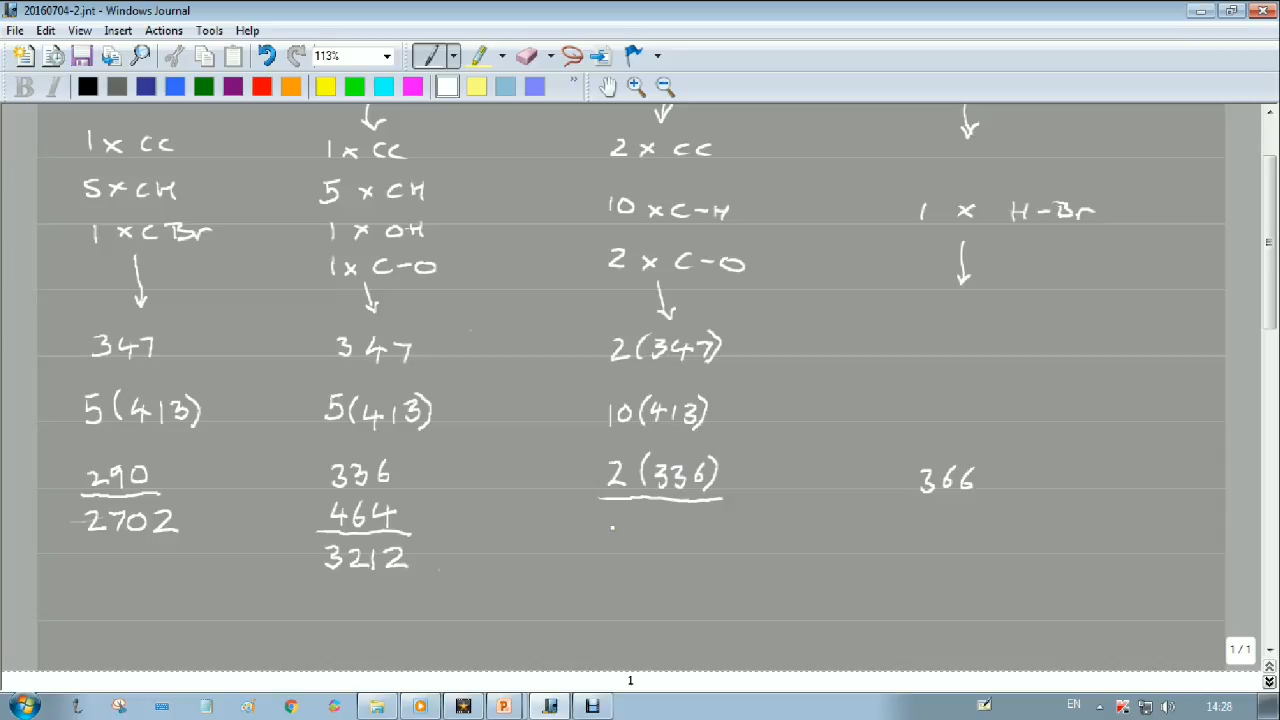 20160704-2.jnt - Windows Journal
File Edit View Insert Actions Tools Help
113%
B I
1 x CC 1 x CC 2 x CC
5 x CH 5 x CH 10 x C-H 1 x H-Br
1 x C Br 1 x OH
1 x C-O 2 x C-O
347 347 2(347)
5(413) 5(413) 10(413)
290 336 2(336) 366
2702 464
3212
1/1
1
EN 14:28